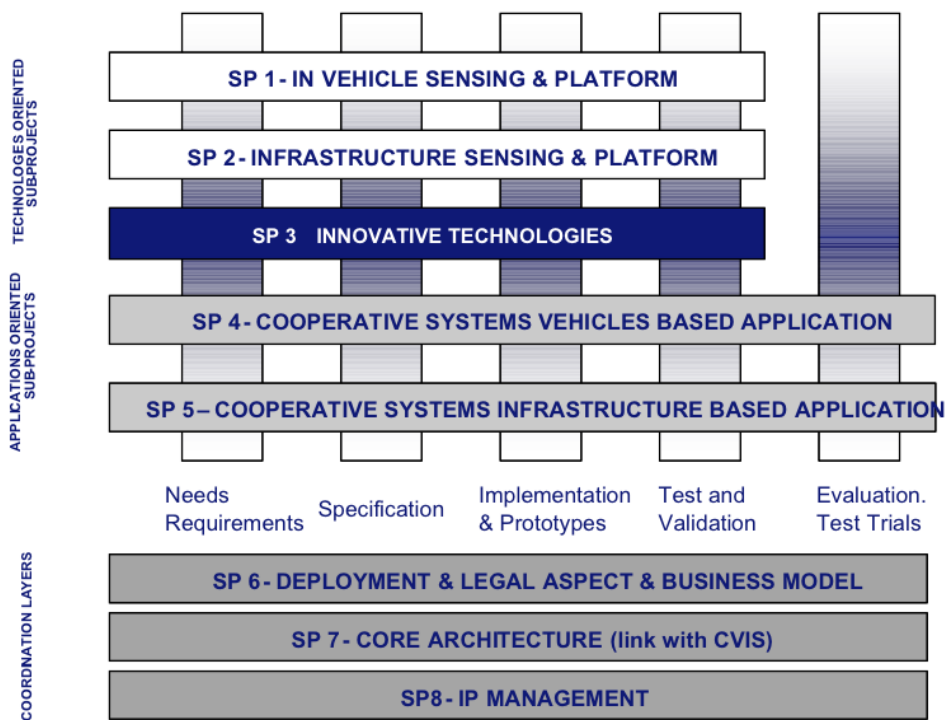 TECHNOLOGES ORIENTED
SUB-PROJECTS
SP 1- IN VEHICLE SENSING & PLATFORM
SP 2- INFRASTRUCTURE SENSING & PLATFORM
SP 3 INNOVATIVE TECHNOLOGIES
APPLICATIONS ORIENTED
SUB-PROJECTS
SP 4- COOPERATIVE SYSTEMS VEHICLES BASED APPLICATION
SP 5– COOPERATIVE SYSTEMS INFRASTRUCTURE BASED APPLICATION
Needs
Requirements
Specification
Implementation
& Prototypes
Test and
Validation
Evaluation.
Test Trials
COORDNATION LAYERS
SP 6- DEPLOYMENT & LEGAL ASPECT & BUSINESS MODEL
SP 7- CORE ARCHITECTURE (link with CVIS)
SP8- IP MANAGEMENT